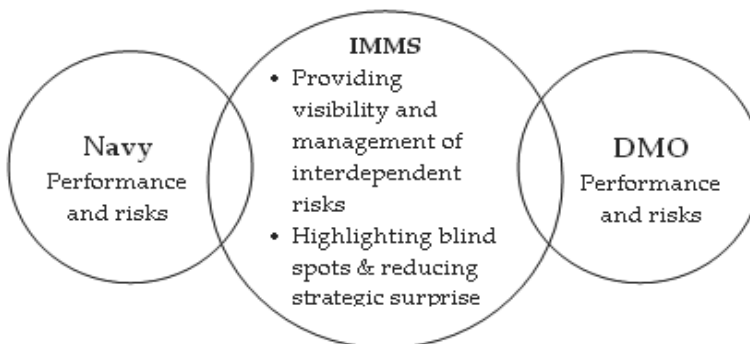 IMMS
• Providing
visibility and
management of
interdependent
risks
• Highlighting blind
spots & reducing
strategic surprise
Navy
Performance
and risks
DMO
Performance
and risks